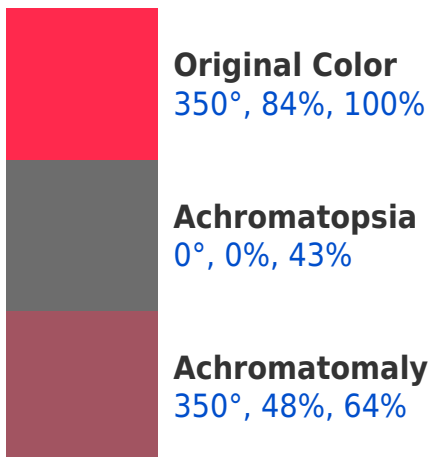 Original Color
350°, 84%, 100%
Achromatopsia
0°, 0%, 43%
Achromatomaly
350°, 48%, 64%